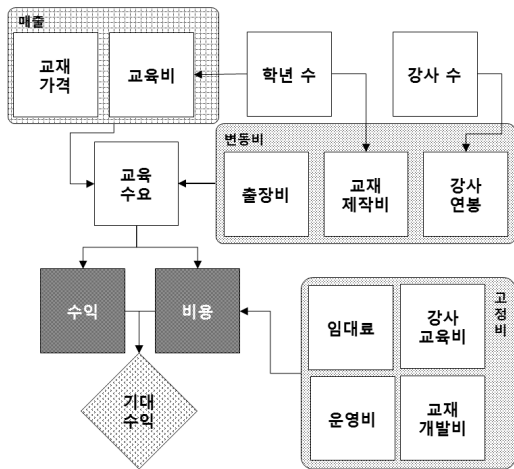 매출
교재
가격
교육비
학년 수
강사 수
변동비
교육
수요
출장비
교재
제작비
강사
연봉
수익
비용
고정비
임대료
강사
교육비
기대
수익
운영비
교재
개발비